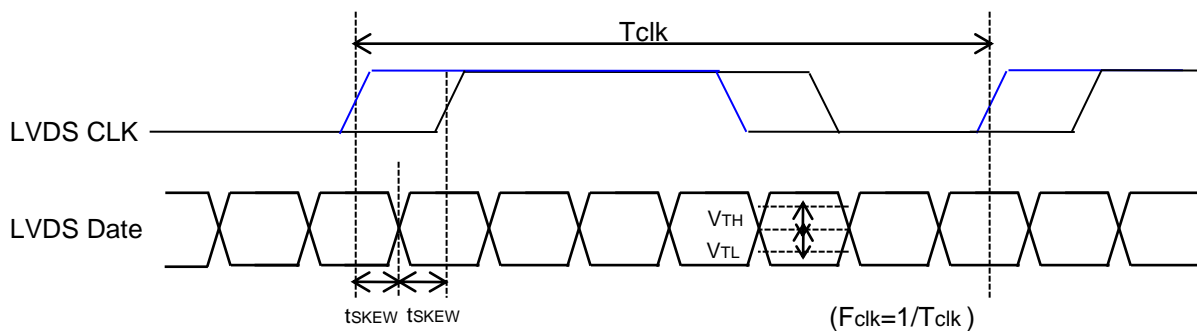 Tclk
LVDS CLK
LVDS Date
VTH
VTL
tSKEW tSKEW
(Fclk=1/Tclk )